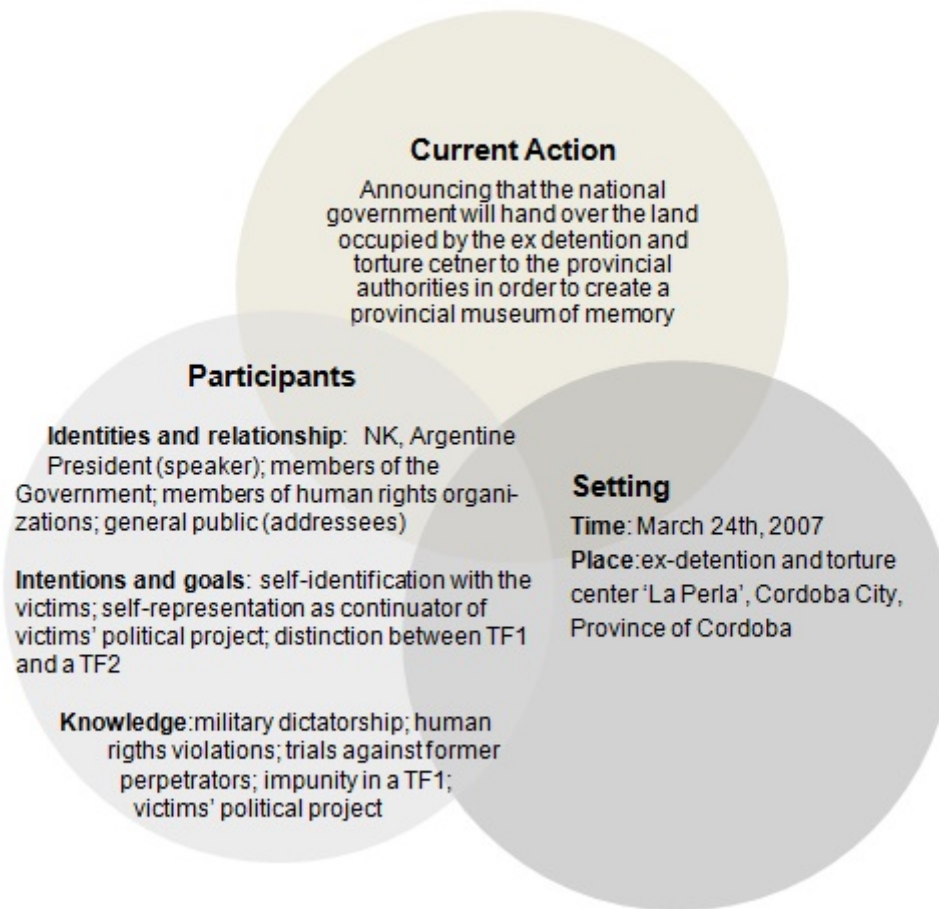 Current Action
Announcing that the national
government will hand over the land
occupied by the ex detention and
torture cetner to the provincial
authorities in order to create a
provincial museum of memory
Participants
Identities and relationship: NK, Argentine
President (speaker); members of the
Government; members of human rights organi-
zations; general public (addressees)
Intentions and goals: self-identification with the
victims; self-representation as continuator of
victims' political project; distinction between TF1
and a TF2
Knowledge:military dictatorship; human
rigths violations; trials against former
perpetrators; impunity in a TF1;
victims' political project
Setting
Time: March 24th, 2007
Place:ex-detention and torture
center ‘La Perla’, Cordoba City,
Province of Cordoba